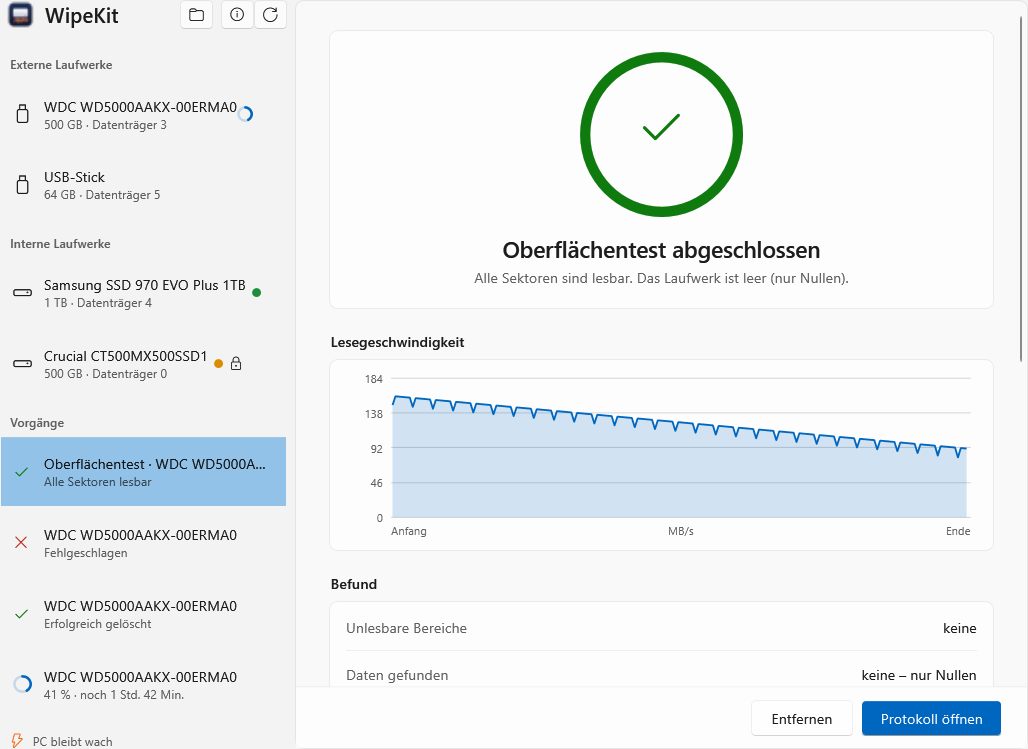 WipeKit
Externe Laufwerke
WDC WD5000AAKX-00ERMA0
500 GB · Datenträger 3
USB-Stick
64 GB · Datenträger 5
Interne Laufwerke
Samsung SSD 970 EVO Plus 1TB
1 TB · Datenträger 4
Crucial CT500MX500SSD1
500 GB · Datenträger 0
Vorgänge
Oberflächentest · WDC WD5000A...
Alle Sektoren lesbar
WDC WD5000AAKX-00ERMA0
Fehlgeschlagen
WDC WD5000AAKX-00ERMA0
Erfolgreich gelöscht
WDC WD5000AAKX-00ERMA0
41 % · noch 1 Std. 42 Min.
PC bleibt wach
Oberflächentest abgeschlossen
Alle Sektoren sind lesbar. Das Laufwerk ist leer (nur Nullen).
Lesegeschwindigkeit
184
138
92
46
0
Anfang MB/s Ende
Befund
Unlesbare Bereiche keine
Daten gefunden keine – nur Nullen
Entfernen Protokoll öffnen